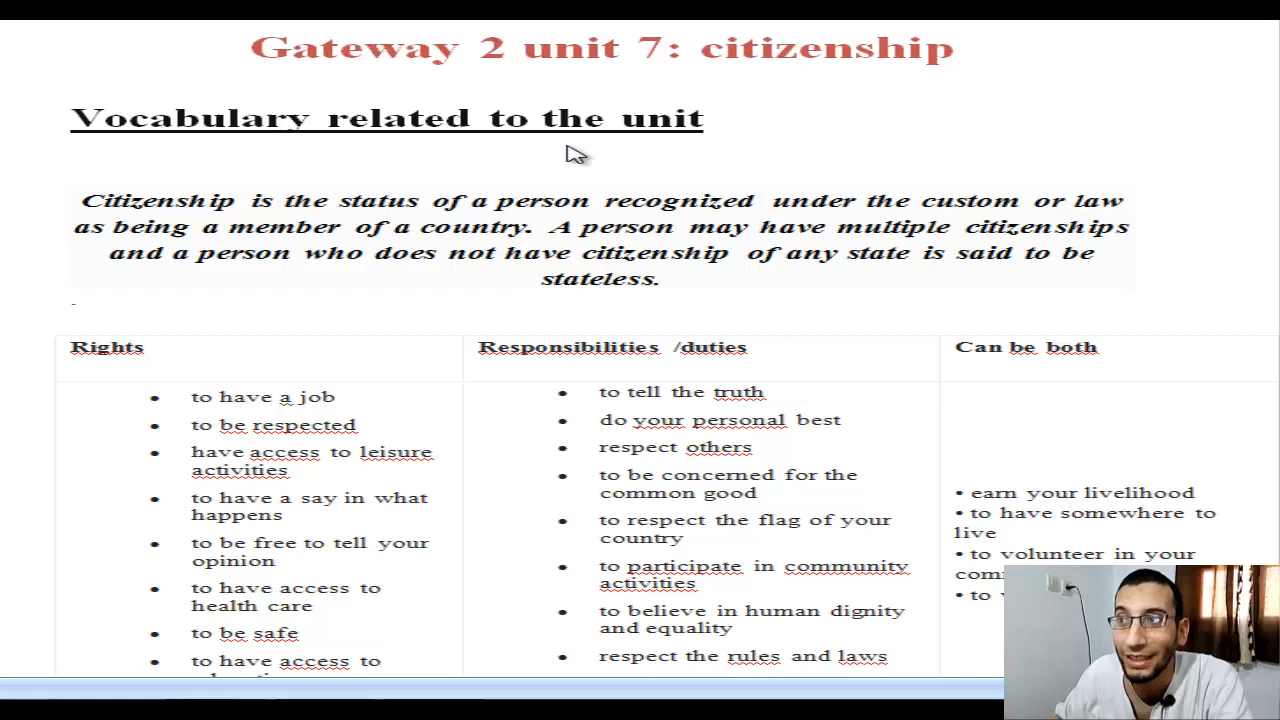 Gateway 2 unit 7: citizenship
Vocabulary related to the unit
Citizenship is the status of a person recognized under the custom or law
as being a member of a country. A person may have multiple citizenships
and a person who does not have citizenship of any state is said to be
stateless.
-
Rights
• to have a job
• to be respected
• have access to leisure
activities
• to have a say in what
happens
• to be free to tell your
opinion
• to have access to
health care
• to be safe
• to have access to
Responsibilities /duties
• to tell the truth
• do your personal best
• respect others
• to be concerned for the
common good
• to respect the flag of your
country
• to participate in community
activities
• to believe in human dignity
and equality
• respect the rules and laws
Can be both
• earn your livelihood
• to have somewhere to
live
• to volunteer in your
• to